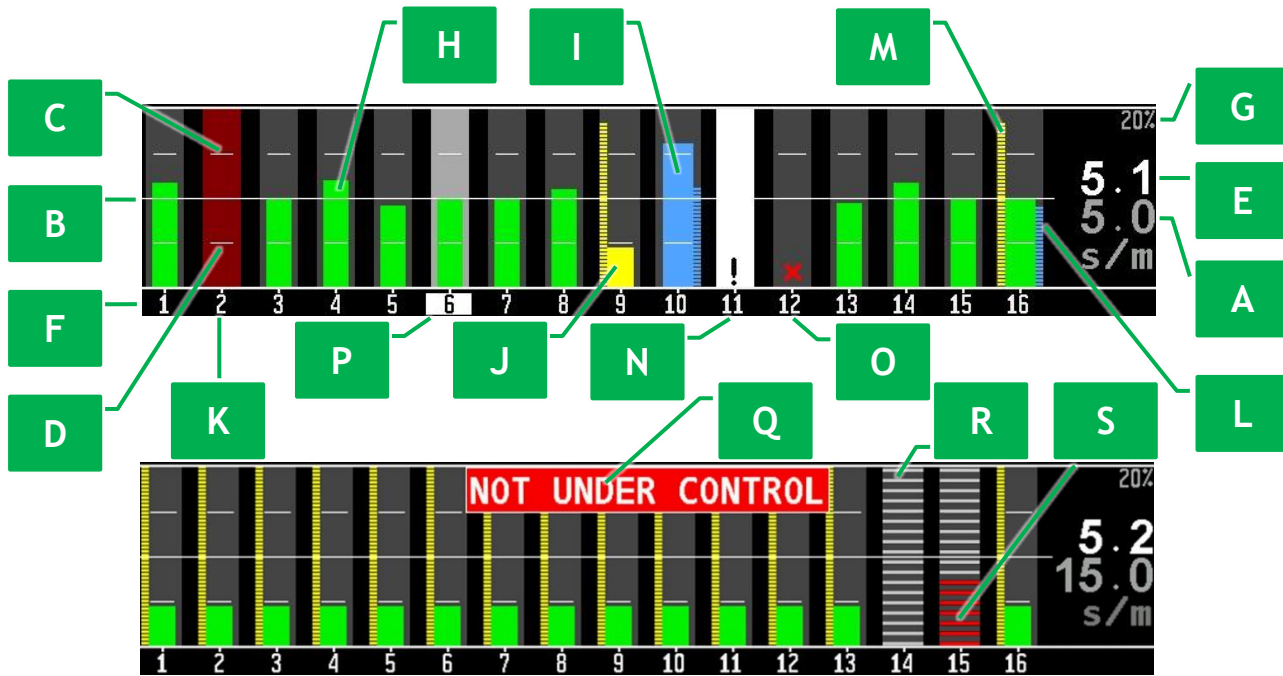 H I M
C G
20%
B 5.1 E
5.0
s/m A
F 1 2 3 4 5 6 7 8 9 10 ! 11 × 12 13 14 15 16
P J N O
D K Q R S L
NOT UNDER CONTROL 20%
5.2
15.0
s/m
1 2 3 4 5 6 7 8 9 10 11 12 13 14 15 16